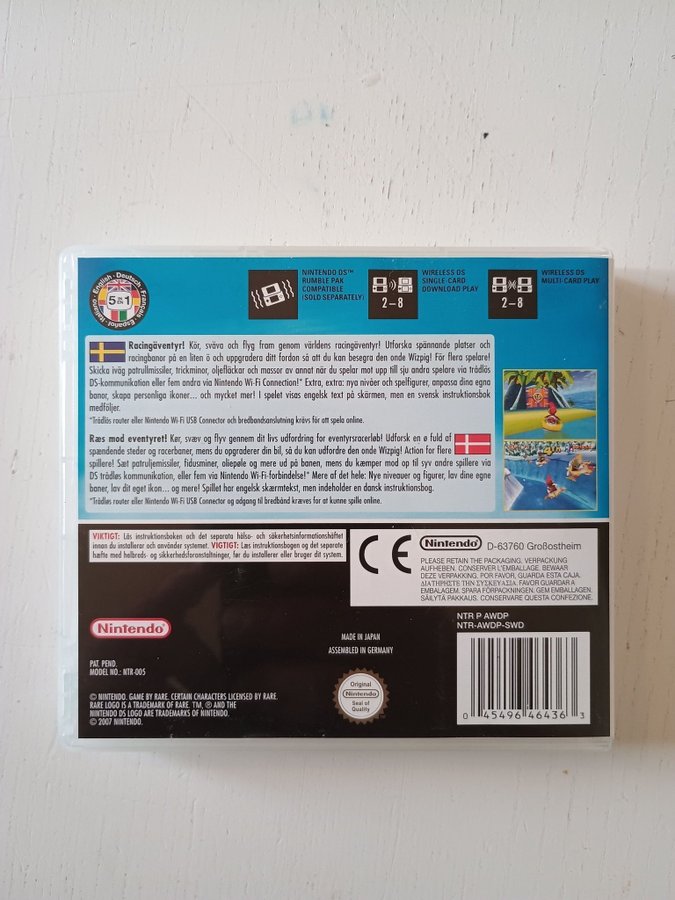 English · Deutsch · Français · Español · Italiano ·
5 IN EN 1
NINTENDO DS™
RUMBLE PAK
COMPATIBLE
(SOLD SEPARATELY)
2-8
WIRELESS DS
SINGLE-CARD
DOWNLOAD PLAY
2-8
WIRELESS DS
MULTI-CARD PLAY
Racingäventyr! Kör, sväva och flyg fram genom världens racingäventyr! Utforska spännande platser och
racingbanor på en liten ö och uppgradera ditt fordon så att du kan besegra den onde Wizpig! För flera spelare!
Skicka iväg patrullmissiler, trickminor, oljefläckar och massor av annat när du spelar mot upp till sju andra spelare via trådlös
DS-kommunikation eller fem andra via Nintendo Wi-Fi Connection!* Extra, extra: nya nivåer och spelfigurer, anpassa dina egna
banor, skapa personliga ikoner... och mycket mer! I spelet visas engelsk text på skärmen, men en svensk instruktionsbok
medföljer.
*Trådlös router eller Nintendo Wi-Fi USB Connector och bredbandsanslutning krävs för att spela online.
Ræs mod eventyret! Kør, svæv og flyv gennem dit livs udfordring for eventyrsracerløb! Udforsk en ø fuld af
spændende steder og racerbaner, mens du opgraderer din bil, så du kan udfordre den onde Wizpig! Action for flere
spillere! Sæt patruljemissiler, fidusminer, oliepøle og mere ud på banen, mens du kæmper mod op til syv andre spillere via
DS trådløs kommunikation, eller fem via Nintendo Wi-Fi-forbindelse!* Mere af det hele: Nye niveauer og figurer, lav dine egne
baner, lav dit eget ikon... og mere! Spillet har engelsk skærmtekst, men indeholder en dansk instruktionsbog.
*Trådløs router eller Nintendo Wi-Fi USB Connector og adgang til bredbånd kræves for at kunne spille online.
VIKTIGT: Läs instruktionsboken och det separata hälso- och säkerhetsinformationshäftet
innan du installerar och använder systemet. VIGTIGT: Læs instruktionsbogen og det separate
hæfte med helbreds- og sikkerhedsforanstaltninger, før du installerer eller bruger dit system.
CE
Nintendo
D-63760 Großostheim
PLEASE RETAIN THE PACKAGING. VERPACKUNG
AUFHEBEN. CONSERVER L'EMBALLAGE. BEWAAR
DEZE VERPAKKING. POR FAVOR, GUARDA ESTA CAJA.
ΔΙΑΤΗΡΗΣΤΕ ΤΗ ΣΥΣΚΕΥΑΣΙΑ. FAVOR GUARDAR A
EMBALAGEM. SPARA FÖRPACKNINGEN. GEM EMBALLAGEN.
SÄILYTÄ PAKKAUS. CONSERVARE QUESTA CONFEZIONE.
NTR P AWDP
NTR-AWDP-SWD
Nintendo
MADE IN JAPAN
ASSEMBLED IN GERMANY
PAT. PEND.
MODEL NO.: NTR-005
Original
Nintendo
Seal of
Quality
© NINTENDO. GAME BY RARE. CERTAIN CHARACTERS LICENSED BY RARE.
RARE LOGO IS A TRADEMARK OF RARE. TM, ® AND THE
NINTENDO DS LOGO ARE TRADEMARKS OF NINTENDO.
© 2007 NINTENDO.
0 45496 46436 3